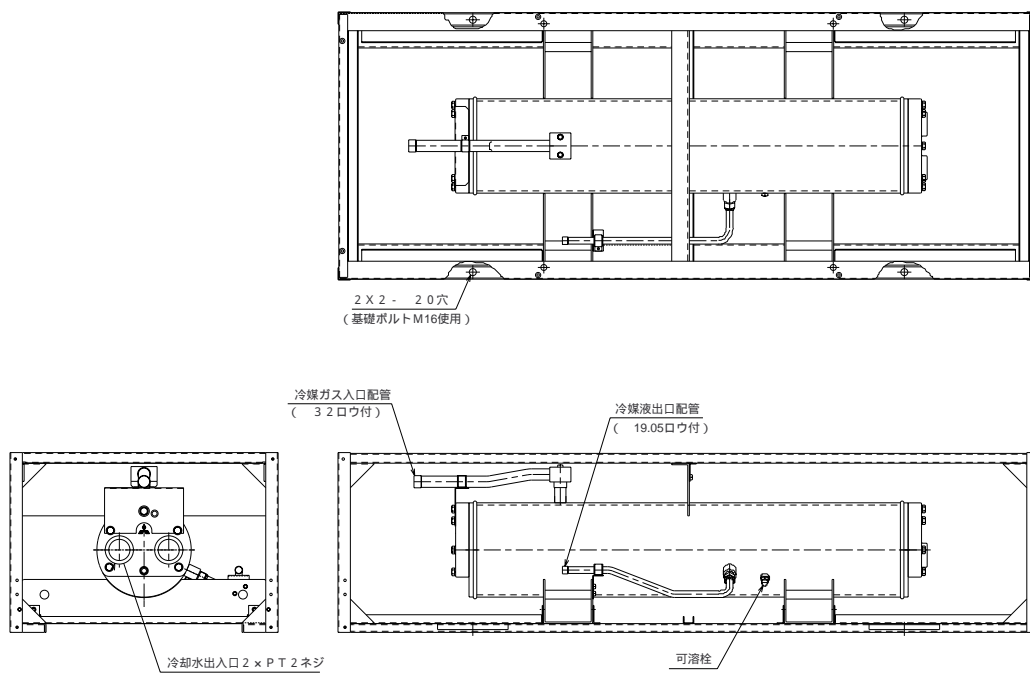 2X2- 20穴
(基礎ボルトM16使用)
冷媒ガス入口配管
( 32ロウ付)
冷媒液出口配管
( 19.05ロウ付)
冷却水出入口2×PT2ネジ
可溶栓